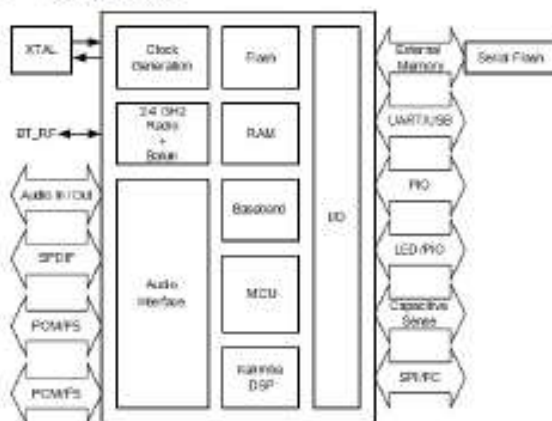 XTAL
Clock
Generation
Flash
External
Memory
Serial Flash
2.4 GHz
Radio
+
Balun
BT_RF
RAM
UART/USB
Audio In / Out
Baseband
PIO
I/O
SPDIF
LED/PIO
Audio
Interface
MCU
Capacitive
Sense
PCM/I²S
Kalimba
DSP
SPI/I²C
PCM/I²S